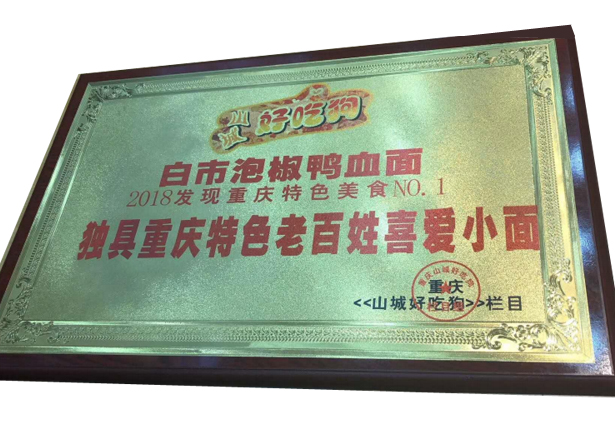 山城
好吃狗
白市泡椒鸭血面
2018发现重庆特色美食NO.1
独具重庆特色老百姓喜爱小面
重庆
<<山城好吃狗>>栏目